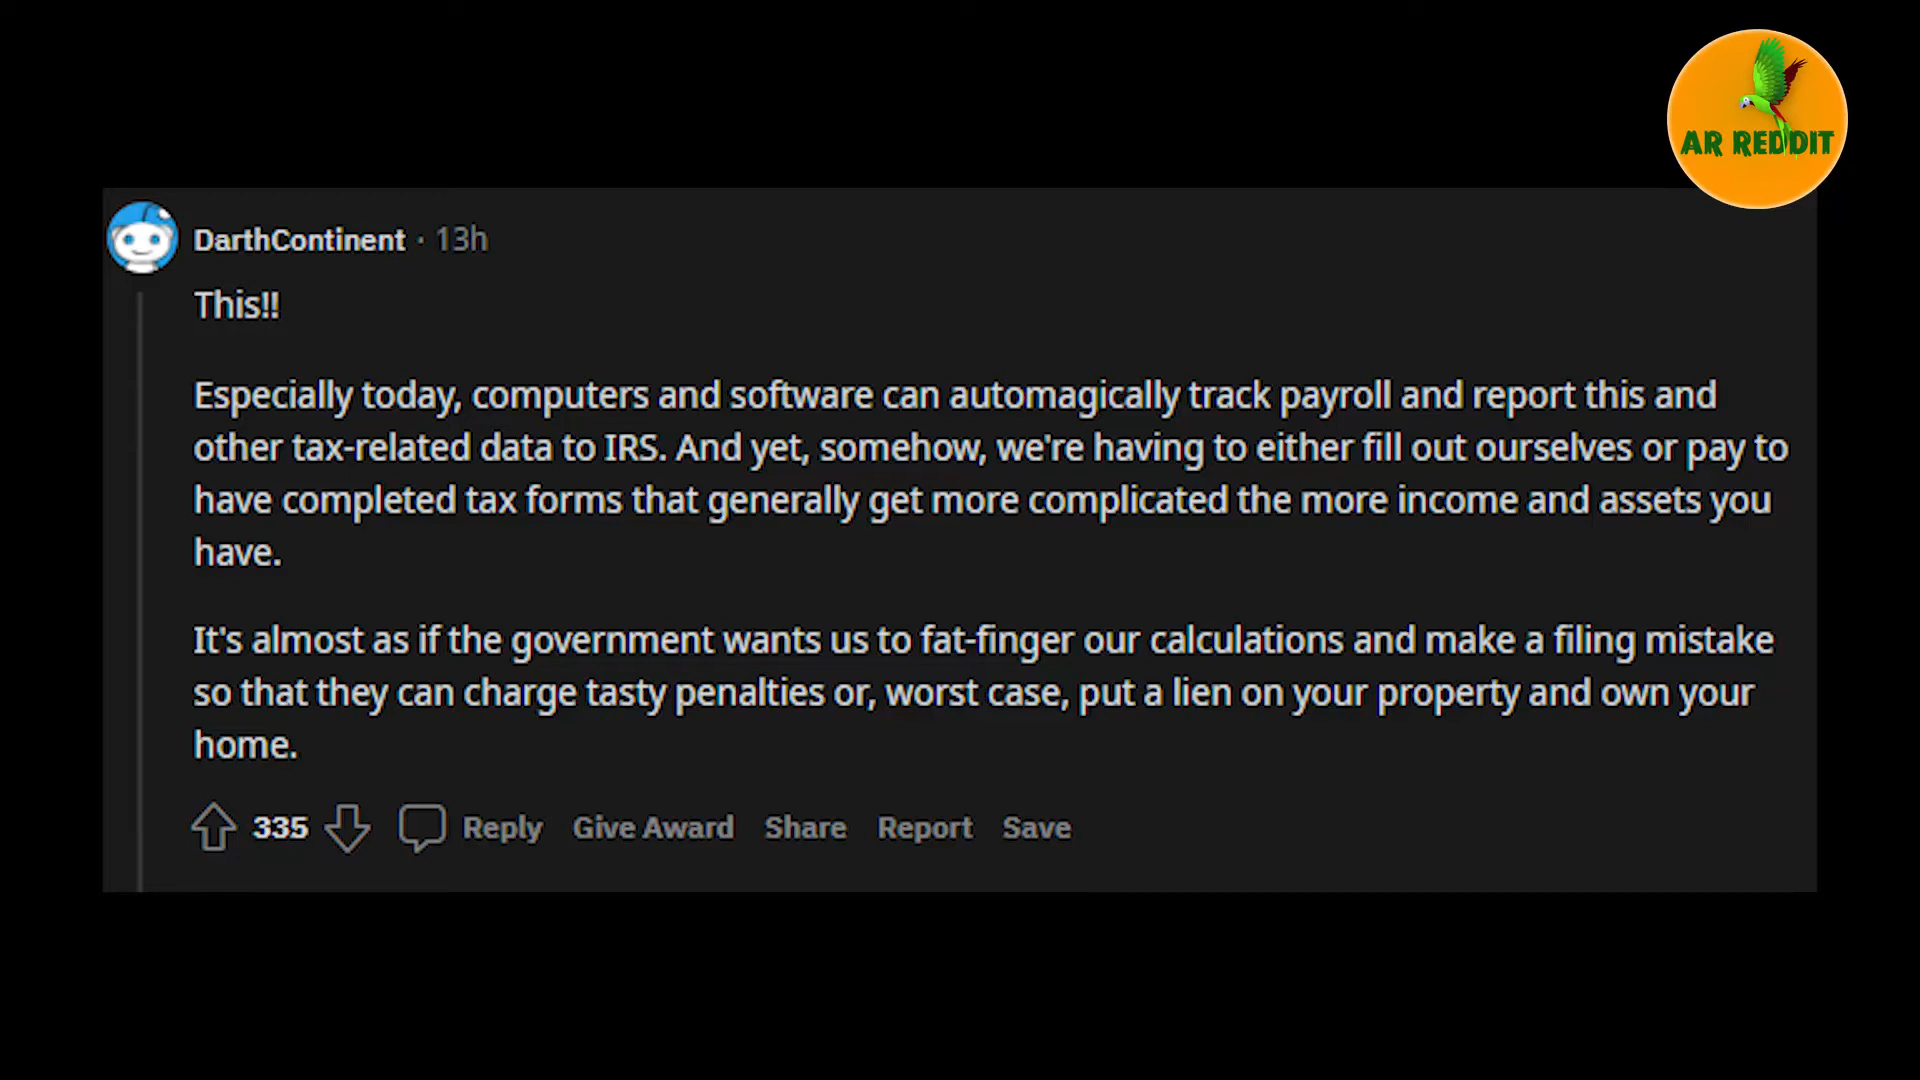 AR REDDIT
DarthContinent · 13h
This!!
Especially today, computers and software can automagically track payroll and report this and
other tax-related data to IRS. And yet, somehow, we're having to either fill out ourselves or pay to
have completed tax forms that generally get more complicated the more income and assets you
have.
It's almost as if the government wants us to fat-finger our calculations and make a filing mistake
so that they can charge tasty penalties or, worst case, put a lien on your property and own your
home.
335 Reply Give Award Share Report Save